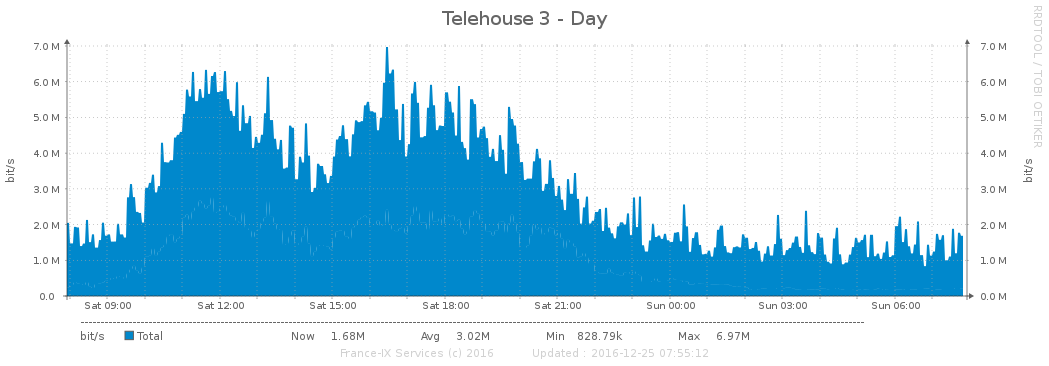 Telehouse 3 - Day
RRDTOOL / TOBI OETIKER
bit/s
7.0 M
6.0 M
5.0 M
4.0 M
3.0 M
2.0 M
1.0 M
0.0
7.0 M
6.0 M
5.0 M
4.0 M
3.0 M
2.0 M
1.0 M
0.0 M
bit/s
Sat 09:00 Sat 12:00 Sat 15:00 Sat 18:00 Sat 21:00 Sun 00:00 Sun 03:00 Sun 06:00
bit/s Total Now 1.68M Avg 3.02M Min 828.79k Max 6.97M
France-IX Services (c) 2016 Updated : 2016-12-25 07:55:12